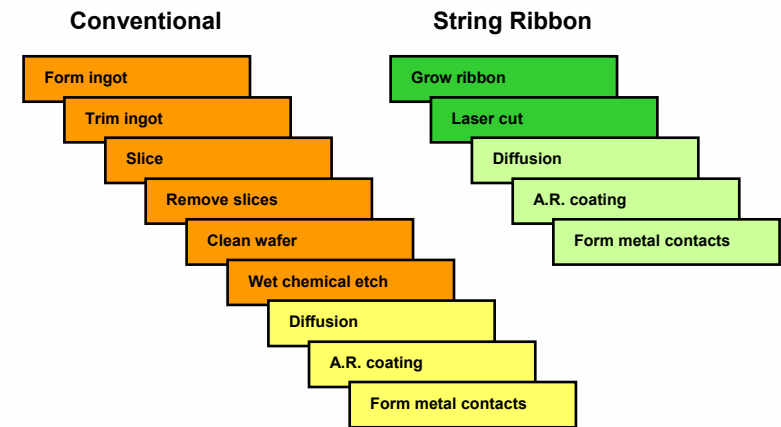 Conventional
Form ingot
Trim ingot
Slice
Remove slices
Clean wafer
Wet chemical etch
Diffusion
A.R. coating
Form metal contacts
String Ribbon
Grow ribbon
Laser cut
Diffusion
A.R. coating
Form metal contacts